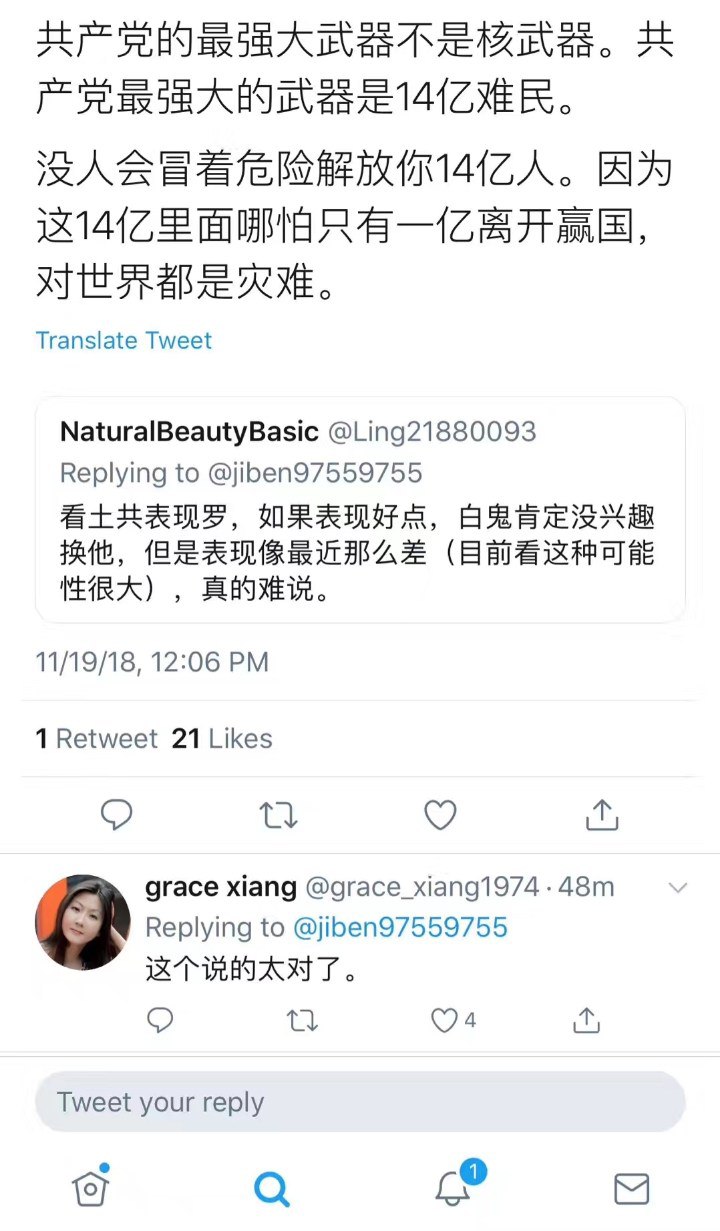 共产党的最强大武器不是核武器。共
产党最强大的武器是14亿难民。
没人会冒着危险解放你14亿人。因为
这14亿里面哪怕只有一亿离开赢国，
对世界都是灾难。
Translate Tweet
NaturalBeautyBasic @Ling21880093
Replying to @jiben97559755
看土共表现罗，如果表现好点，白鬼肯定没兴趣
换他，但是表现像最近那么差（目前看这种可能
性很大），真的难说。
11/19/18, 12:06 PM
1 Retweet 21 Likes
grace xiang @grace_xiang1974 · 48m
Replying to @jiben97559755
这个说的太对了。
4
Tweet your reply
1